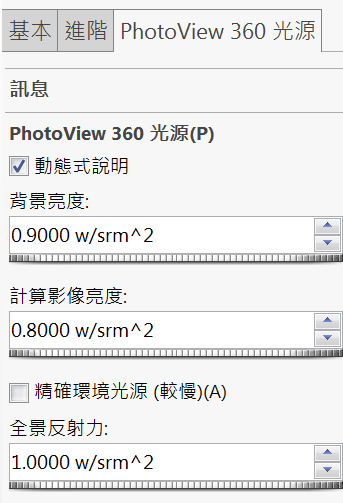 基本 進階 PhotoView 360 光源
訊息
PhotoView 360 光源(P)
動態式說明
背景亮度:
0.9000 w/srm^2
計算影像亮度:
0.8000 w/srm^2
精確環境光源 (較慢)(A)
全景反射力:
1.0000 w/srm^2